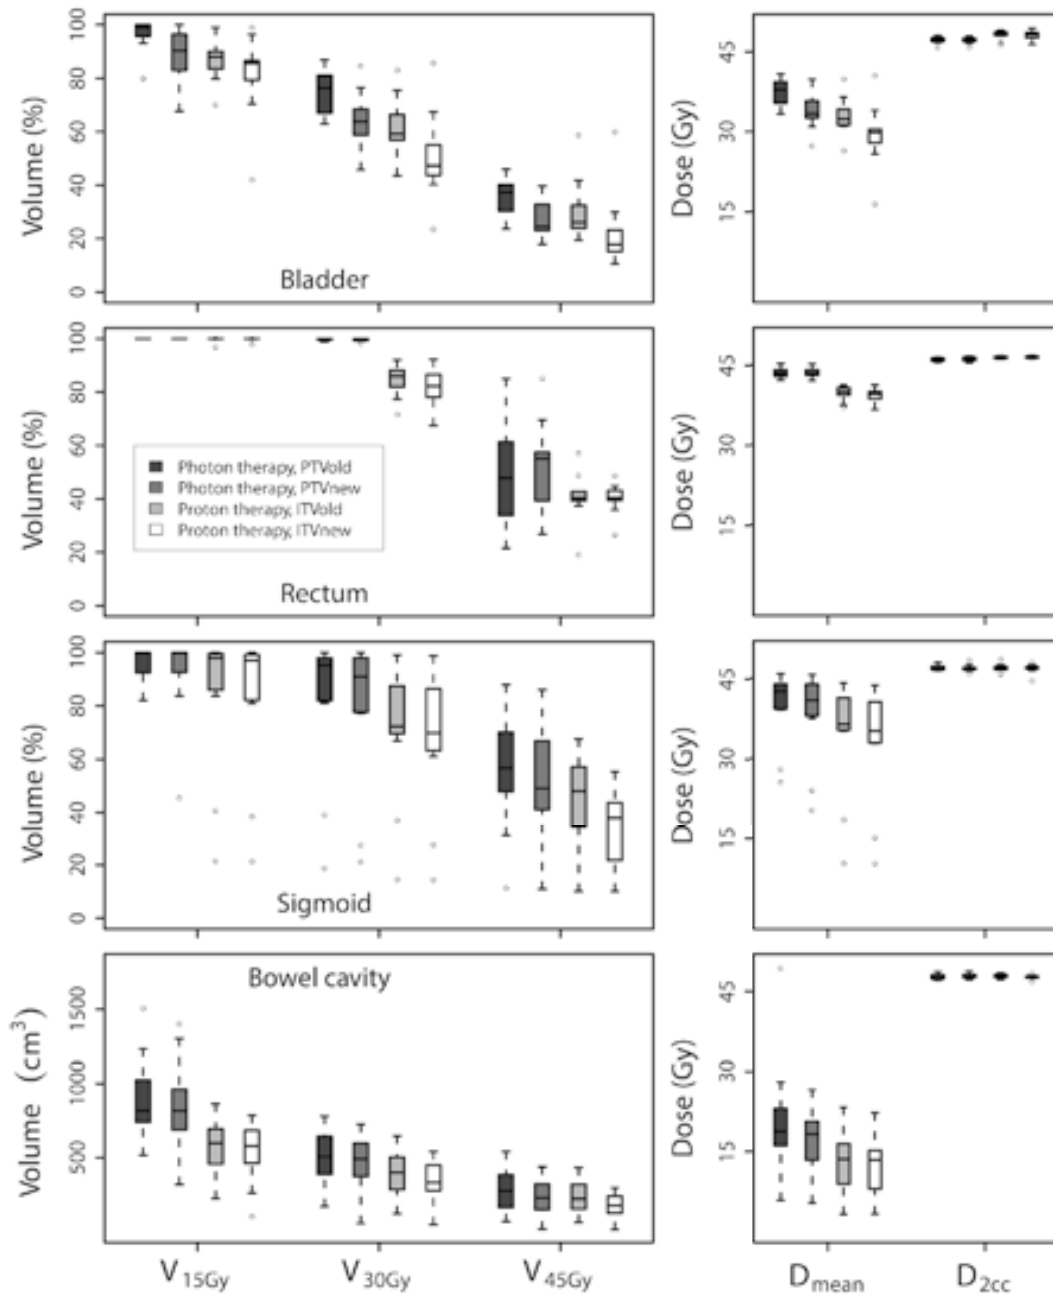 Volume (%)
0 20 40 60 80 100
Bladder
Dose (Gy)
15 30 45
Volume (%)
0 20 40 60 80 100
Photon therapy, PTVold
Photon therapy, PTVnew
Proton therapy, ITVold
Proton therapy, ITVnew
Rectum
Dose (Gy)
15 30 45
Volume (%)
0 20 40 60 80 100
Sigmoid
Dose (Gy)
15 30 45
Bowel cavity
Volume (cm³)
500 1000 1500
Dose (Gy)
15 30 45
V15Gy V30Gy V45Gy
Dmean D2cc